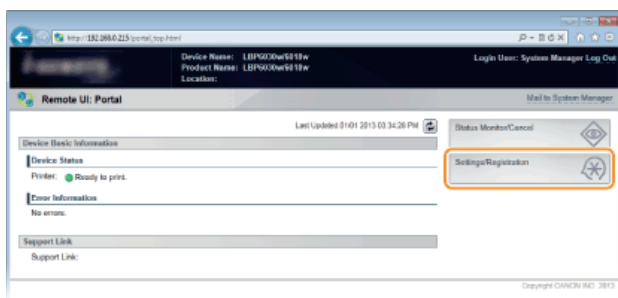 http://192.168.0.215/portal_top.html
Device Name: LBP6030w/6018w
Product Name: LBP6030w/6018w
Location:
Login User: System Manager Log Out
Remote UI: Portal
Mail to System Manager
Last Updated 01/01 2013 03:34:26 PM
Device Basic Information
Device Status
Printer: Ready to print.
Error Information
No errors.
Support Link
Support Link:
Status Monitor/Cancel
Settings/Registration
Copyright CANON INC. 2013